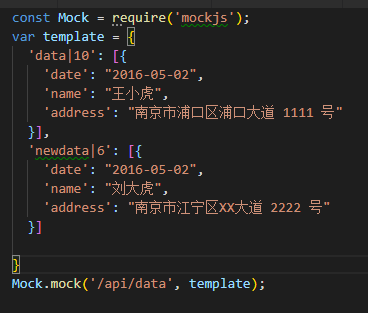 const Mock = require('mockjs');
var template = {
'data|10': [{
'date': "2016-05-02",
'name': "王小虎",
'address': "南京市浦口区浦口大道 1111 号"
}],
'newdata|6': [{
'date': "2016-05-02",
'name': "刘大虎",
'address': "南京市江宁区XX大道 2222 号"
}]
}
Mock.mock('/api/data', template);